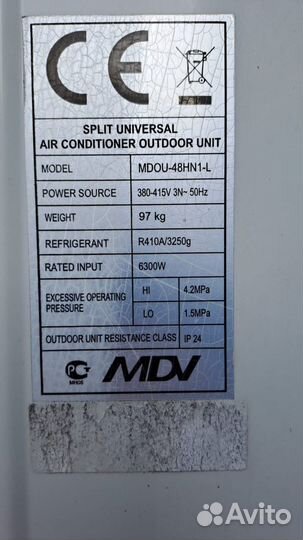 CE
SPLIT UNIVERSAL
AIR CONDITIONER OUTDOOR UNIT
MODEL MDOU-48HN1-L
POWER SOURCE 380-415V 3N~ 50Hz
WEIGHT 97 kg
REFRIGERANT R410A/3250g
RATED INPUT 6300W
EXCESSIVE OPERATING PRESSURE HI 4.2MPa
LO 1.5MPa
OUTDOOR UNIT RESISTANCE CLASS IP 24
MDV
Avito